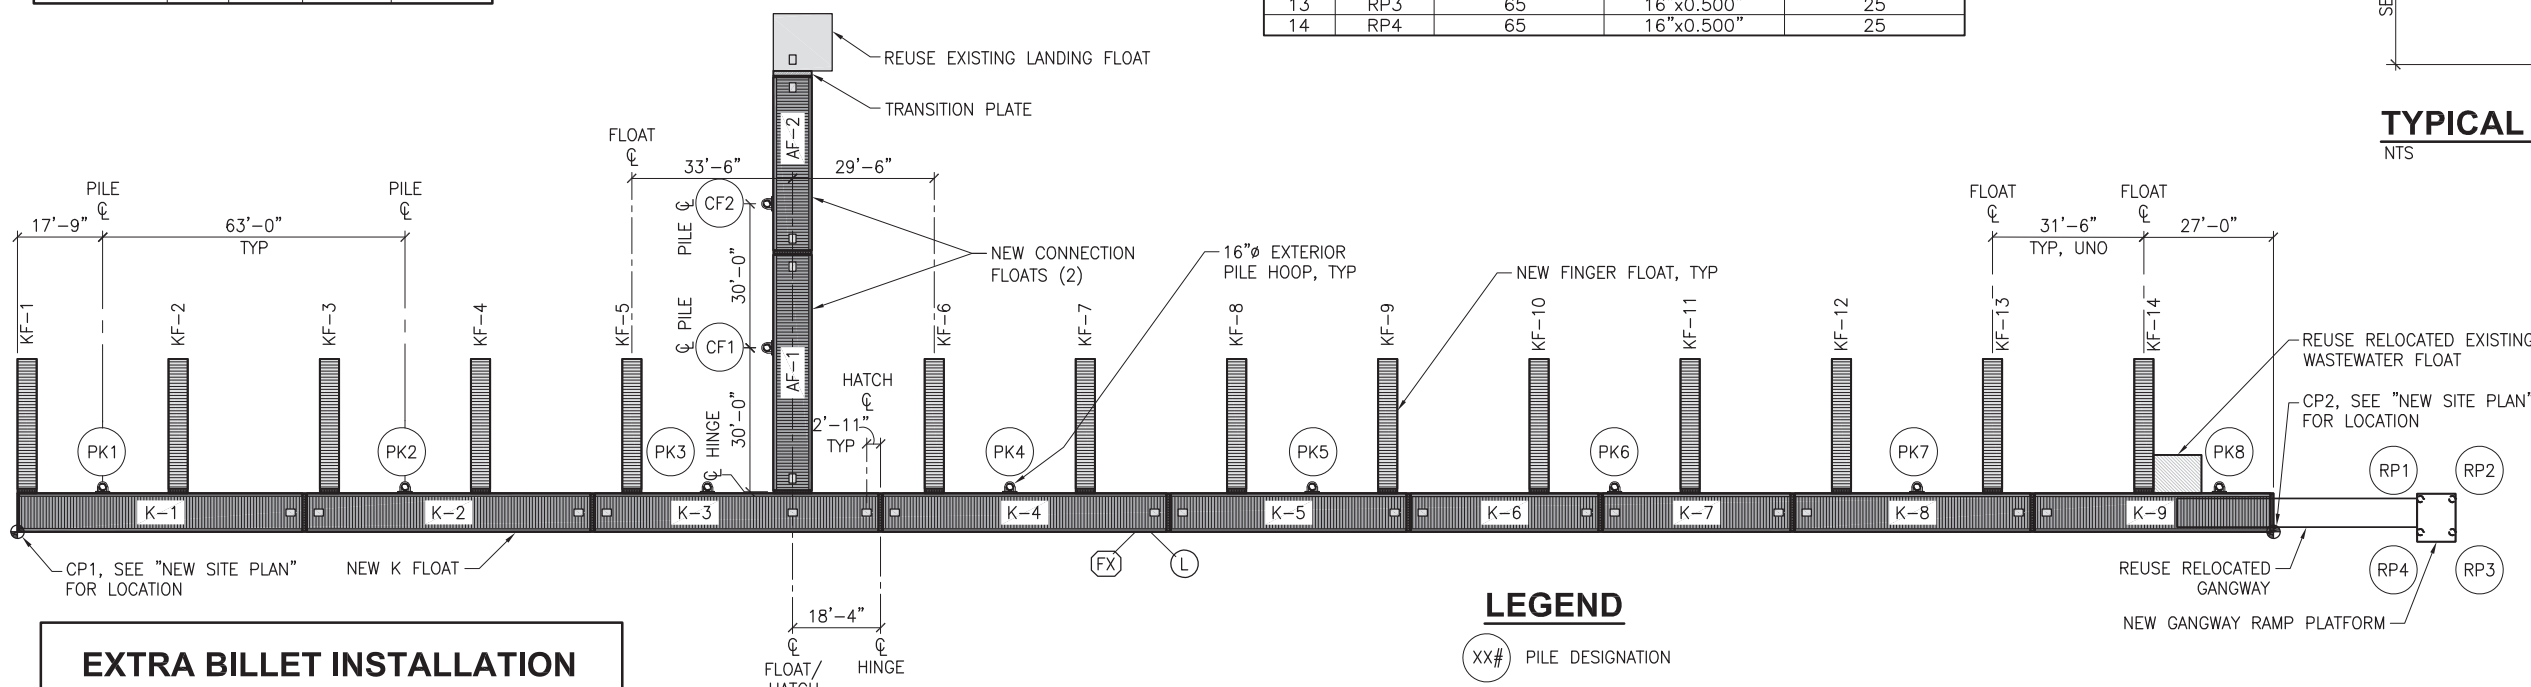 13 RP3 65 16"x0.500" 25
14 RP4 65 16"x0.500" 25
SE
TYPICAL
NTS
REUSE EXISTING LANDING FLOAT
TRANSITION PLATE
AF-2
FLOAT
℄
33'-6"
29'-6"
PILE
℄
PILE
℄
17'-9"
63'-0"
TYP
PILE ℄
CF2
30'-0"
PILE ℄
CF1
30'-0"
℄ HINGE
NEW CONNECTION
FLOATS (2)
AF-1
HATCH
℄
2'-11"
TYP
16"ø EXTERIOR
PILE HOOP, TYP
NEW FINGER FLOAT, TYP
FLOAT
℄
FLOAT
℄
31'-6"
TYP, UNO
27'-0"
KF-1
KF-2
KF-3
KF-4
KF-5
KF-6
KF-7
KF-8
KF-9
KF-10
KF-11
KF-12
KF-13
KF-14
REUSE RELOCATED EXISTING
WASTEWATER FLOAT
CP2, SEE "NEW SITE PLAN"
FOR LOCATION
PK1
PK2
PK3
PK4
PK5
PK6
PK7
PK8
RP1
RP2
K-1
K-2
K-3
K-4
K-5
K-6
K-7
K-8
K-9
CP1, SEE "NEW SITE PLAN"
FOR LOCATION
NEW K FLOAT
FX
L
REUSE RELOCATED
GANGWAY
RP4
RP3
NEW GANGWAY RAMP PLATFORM
18'-4"
℄
FLOAT/
HATCH
℄
HINGE
EXTRA BILLET INSTALLATION
LEGEND
XX# PILE DESIGNATION